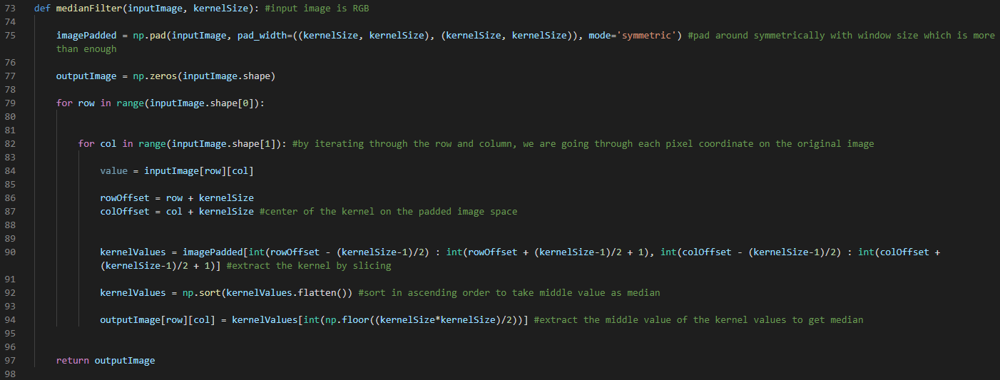 73 def medianFilter(inputImage, kernelSize): #input image is RGB
74
75 imagePadded = np.pad(inputImage, pad_width=((kernelSize, kernelSize), (kernelSize, kernelSize)), mode='symmetric') #pad around symmetrically with window size which is more
than enough
76
77 outputImage = np.zeros(inputImage.shape)
78
79 for row in range(inputImage.shape[0]):
80
81
82 for col in range(inputImage.shape[1]): #by iterating through the row and column, we are going through each pixel coordinate on the original image
83
84 value = inputImage[row][col]
85
86 rowOffset = row + kernelSize
87 colOffset = col + kernelSize #center of the kernel on the padded image space
88
89
90 kernelValues = imagePadded[int(rowOffset - (kernelSize-1)/2) : int(rowOffset + (kernelSize-1)/2 + 1), int(colOffset - (kernelSize-1)/2) : int(colOffset +
(kernelSize-1)/2 + 1)] #extract the kernel by slicing
91
92 kernelValues = np.sort(kernelValues.flatten()) #sort in ascending order to take middle value as median
93
94 outputImage[row][col] = kernelValues[int(np.floor((kernelSize*kernelSize)/2))] #extract the middle value of the kernel values to get median
95
96
97 return outputImage
98